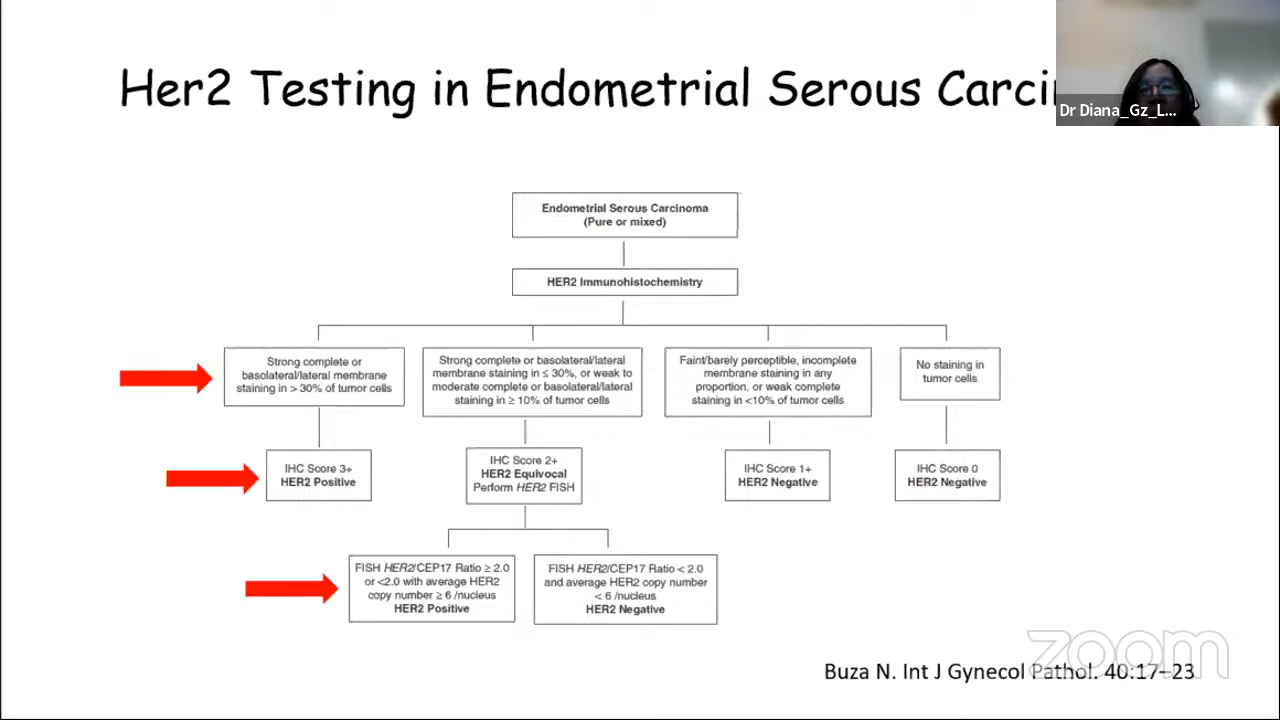 Her2 Testing in Endometrial Serous Carci
Dr Diana_Gz_L...
Endometrial Serous Carcinoma
(Pure or mixed)
HER2 Immunohistochemistry
Strong complete or
basolateral/lateral membrane
staining in > 30% of tumor cells
Strong complete or basolateral/lateral
membrane staining in ≤ 30%, or weak to
moderate complete or basolateral/lateral
staining in ≥ 10% of tumor cells
Faint/barely perceptible, incomplete
membrane staining in any
proportion, or weak complete
staining in <10% of tumor cells
No staining in
tumor cells
IHC Score 3+
HER2 Positive
IHC Score 2+
HER2 Equivocal
Perform HER2 FISH
IHC Score 1+
HER2 Negative
IHC Score 0
HER2 Negative
FISH HER2/CEP17 Ratio ≥ 2.0
or <2.0 with average HER2
copy number ≥ 6 /nucleus
HER2 Positive
FISH HER2/CEP17 Ratio < 2.0
and average HER2 copy number
< 6 /nucleus
HER2 Negative
zoom
Buza N. Int J Gynecol Pathol. 40:17–23